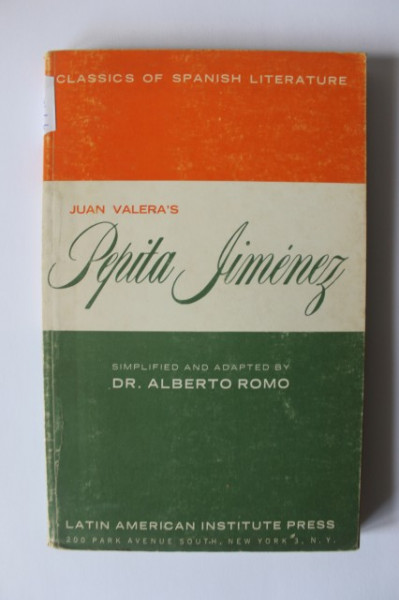 CLASSICS OF SPANISH LITERATURE
JUAN VALERA'S
Pepita Jiménez
SIMPLIFIED AND ADAPTED BY
DR. ALBERTO ROMO
LATIN AMERICAN INSTITUTE PRESS
200 PARK AVENUE SOUTH, NEW YORK 3, N. Y.